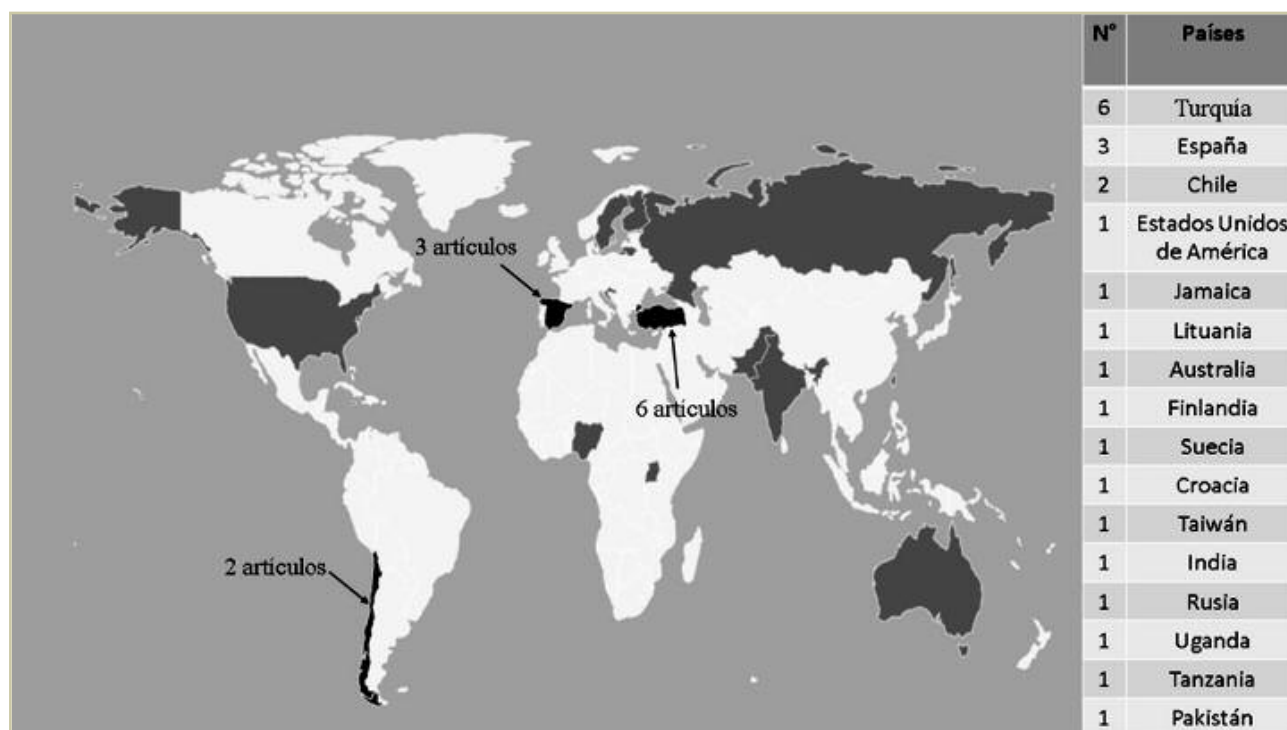 3 artículos
6 artículos
2 artículos
N° Países
6 Turquía
3 España
2 Chile
1 Estados Unidos
de América
1 Jamaica
1 Lituania
1 Australia
1 Finlandia
1 Suecia
1 Croacia
1 Taiwán
1 India
1 Rusia
1 Uganda
1 Tanzania
1 Pakistán